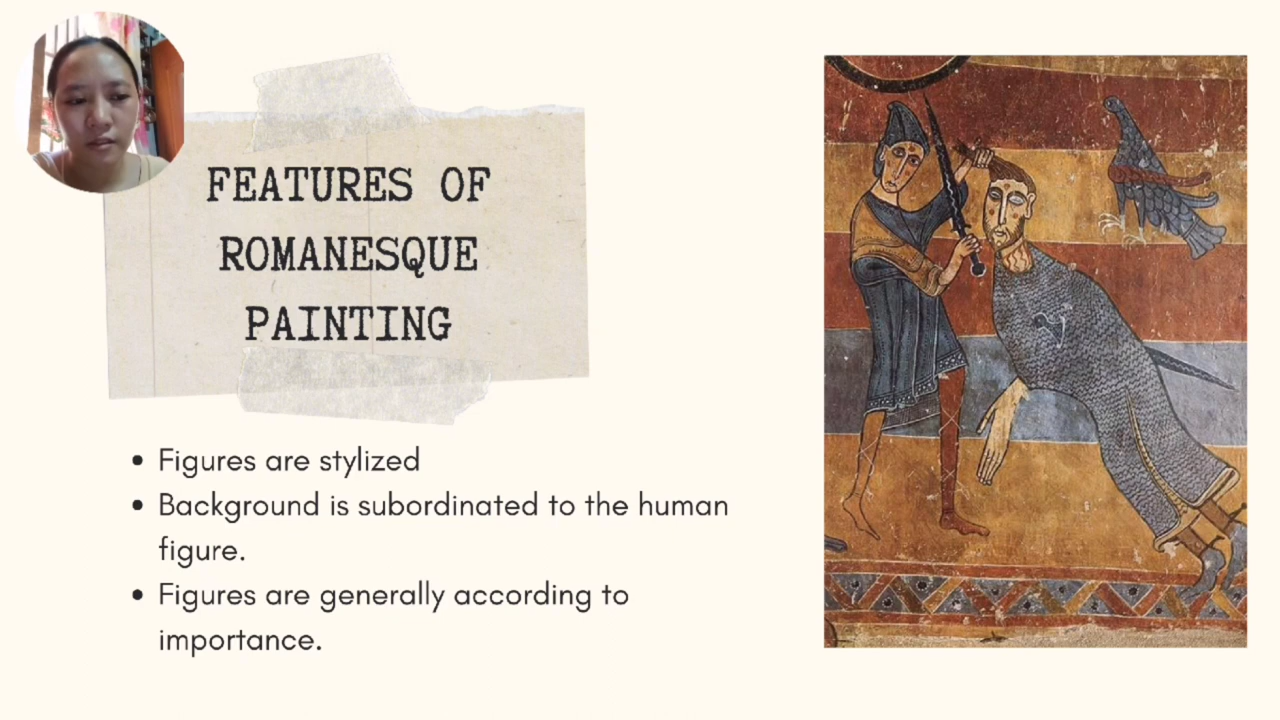 FEATURES OF
ROMANESQUE
PAINTING
• Figures are stylized
• Background is subordinated to the human
figure.
• Figures are generally according to
importance.